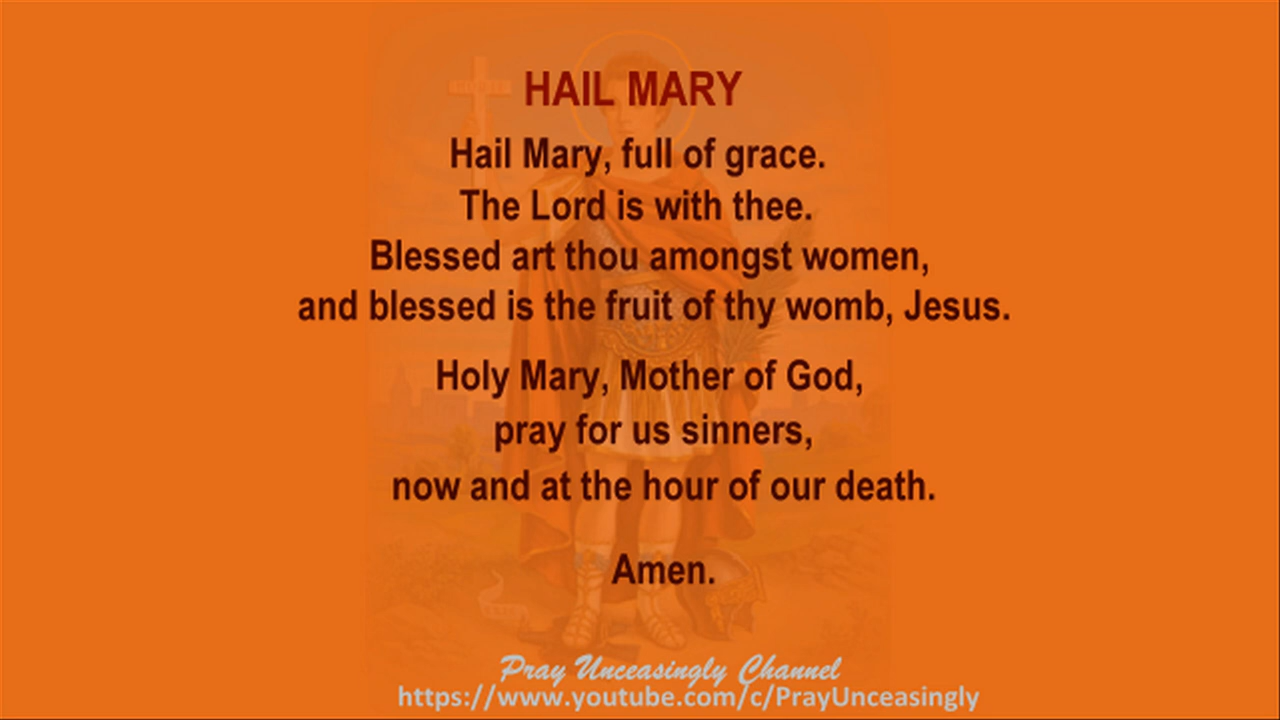 HAIL MARY
Hail Mary, full of grace.
The Lord is with thee.
Blessed art thou amongst women,
and blessed is the fruit of thy womb, Jesus.
Holy Mary, Mother of God,
pray for us sinners,
now and at the hour of our death.
Amen.
Pray Unceasingly Channel
https://www.youtube.com/c/PrayUnceasingly